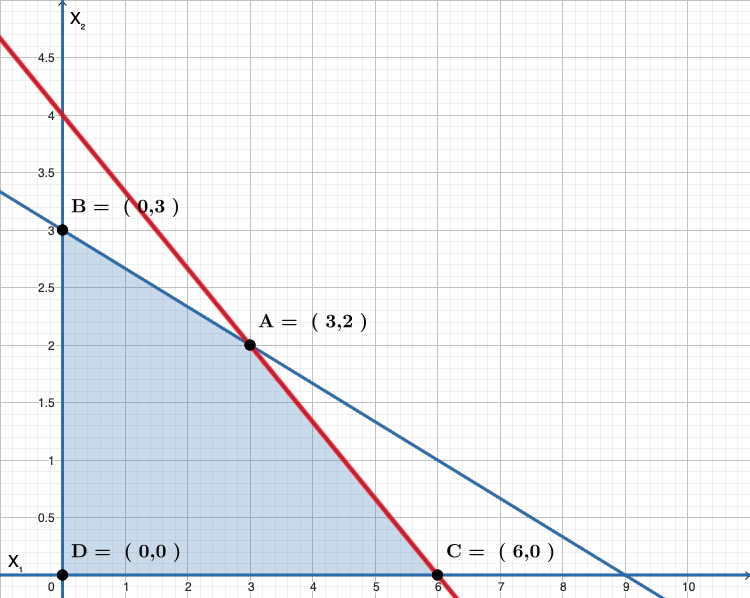 X₂
4.5
4
3.5
B = ( 0,3 )
3
2.5
A = ( 3,2 )
2
1.5
1
0.5
D = ( 0,0 )
C = ( 6,0 )
X₁
0 1 2 3 4 5 6 7 8 9 10